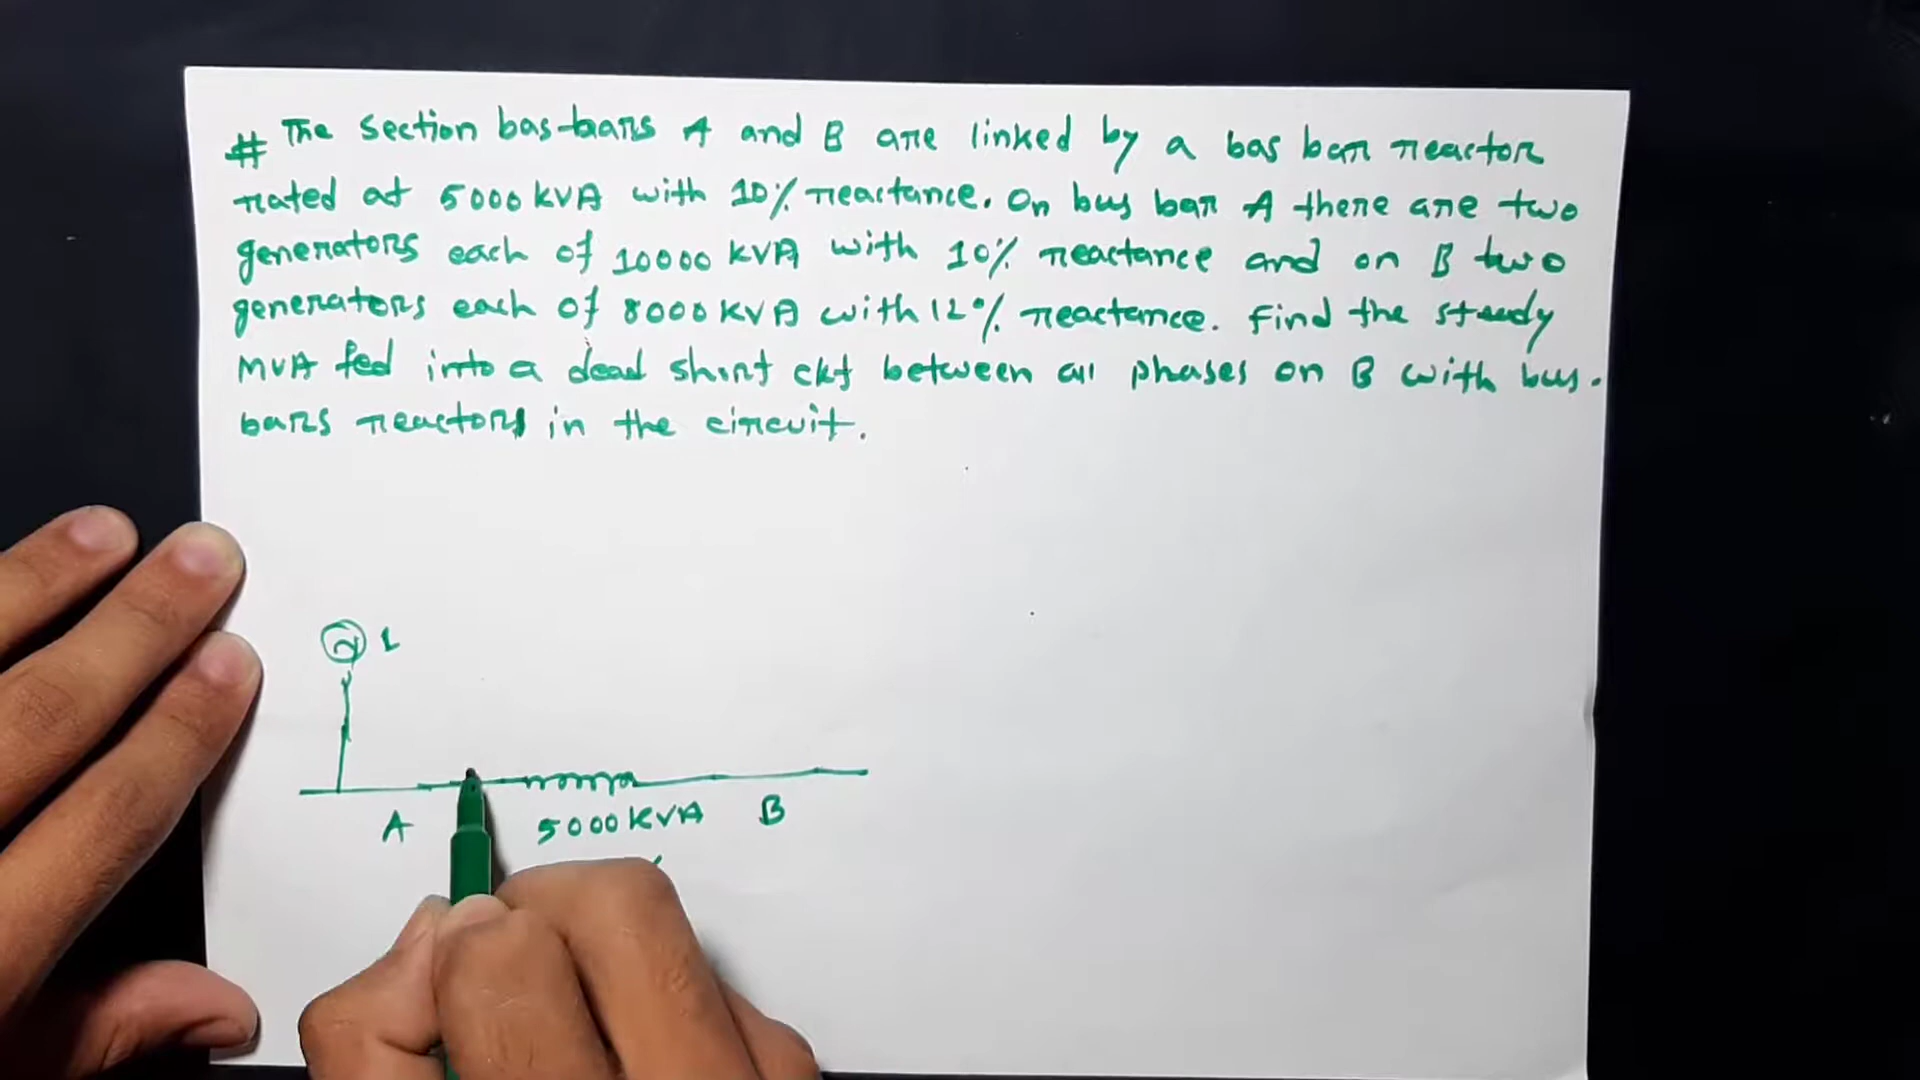 # The section bas-bars A and B are linked by a bas bar reactor
rated at 5000 KVA with 10% reactance. On bus bar A there are two
generators each of 10000 KVA with 10% reactance and on B two
generators each of 8000 KVA with 12% reactance. Find the steady
MVA fed into a dead short ckt between all phases on B with bus.
bars reactors in the circuit.
1
A 5000 KVA B